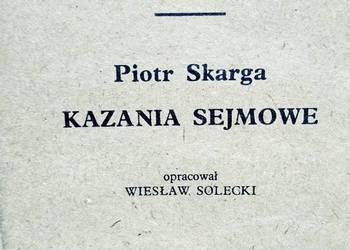 Piotr Skarga
KAZANIA SEJMOWE
opracował
WIESŁAW SOLECKI